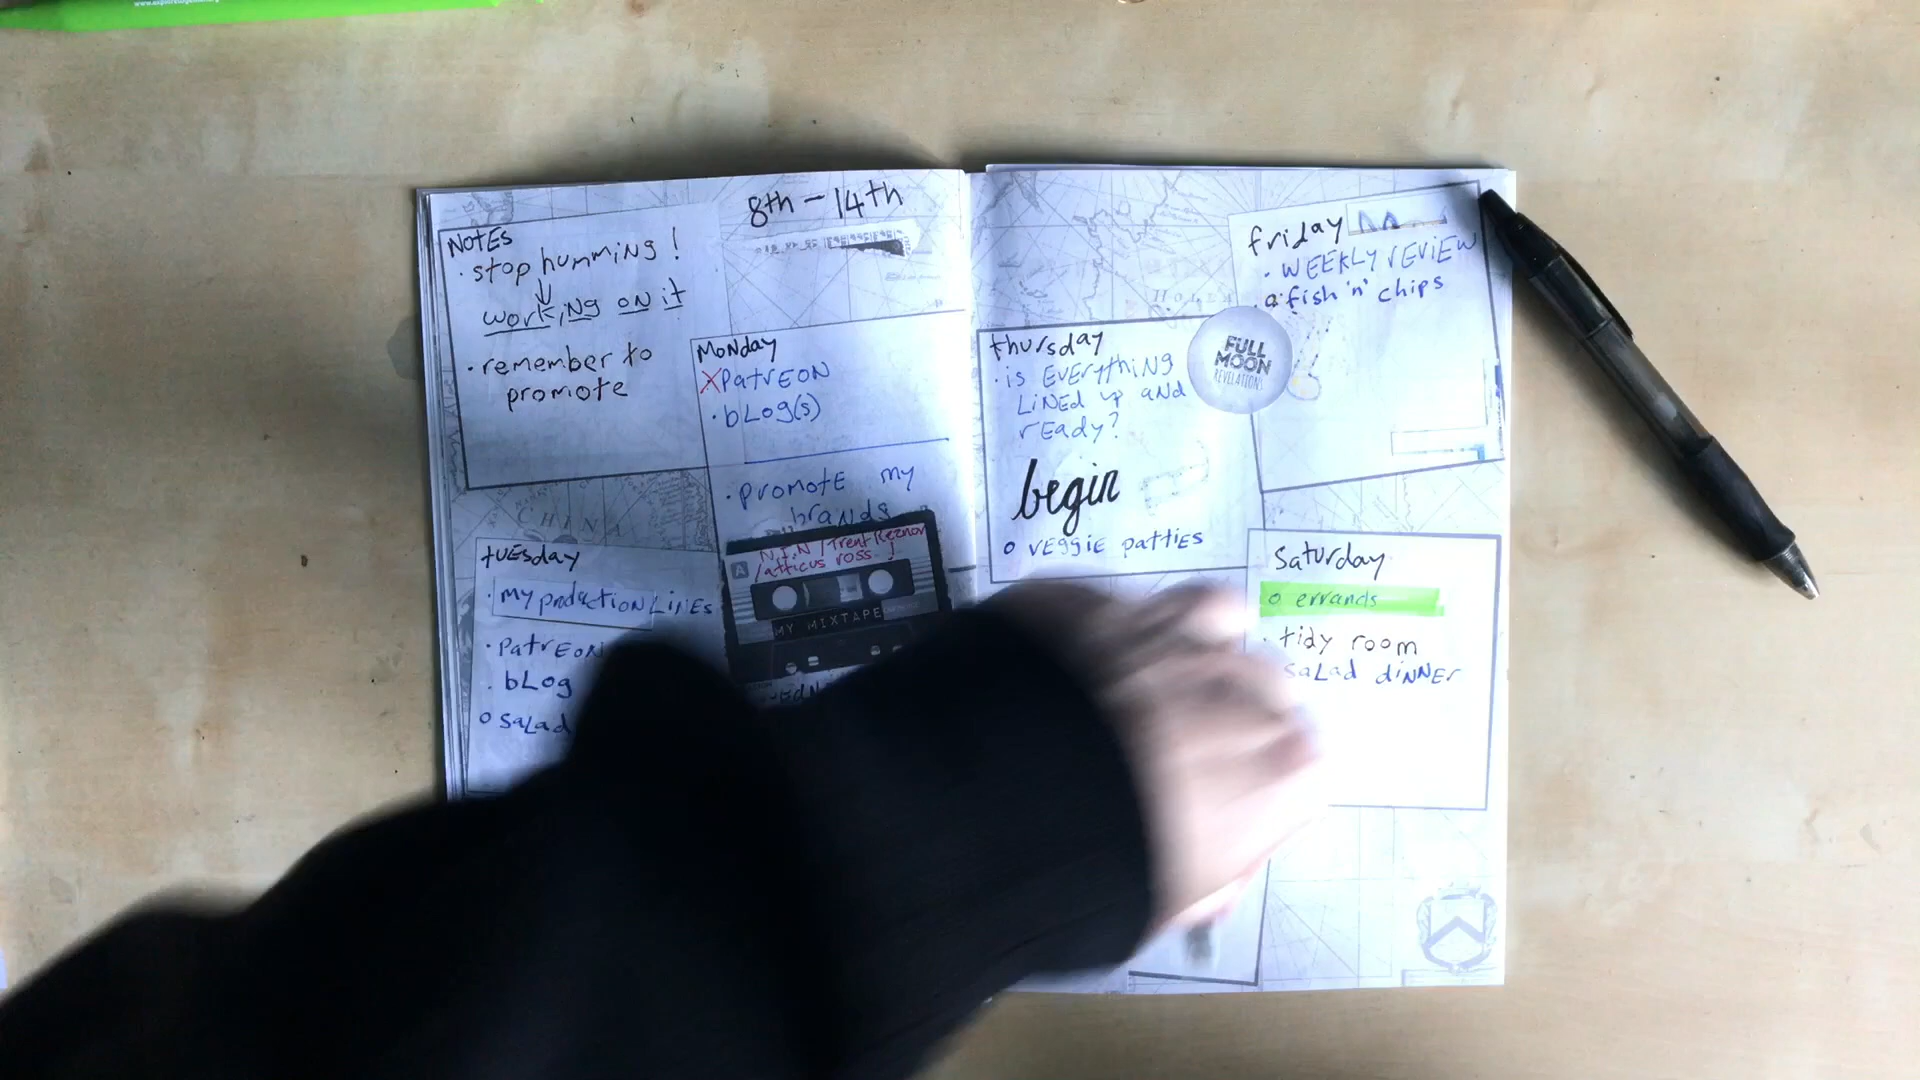 8th – 14th
NotEs
· stop humming!
working on it
· remember to
promote
Monday
X PatrEON
· bLog(s)
· promotE my
brands
N.I.N/Trent Reznor
/atticus ross!
A
MY MIXTAPE
tuEsday
· My production LiNEs
· PatrEoN
· bLog
o saLad
thursday
· is EvErythiNg
LiNEd up aNd
rEady?
begin
o vEggiE pattiEs
FULL
MOON
REVELATIONS
friday
· WEEKLY REVIEW
· fish 'n' chips
saturday
o errands
· tidy room
saLad diNNEr
CHINA